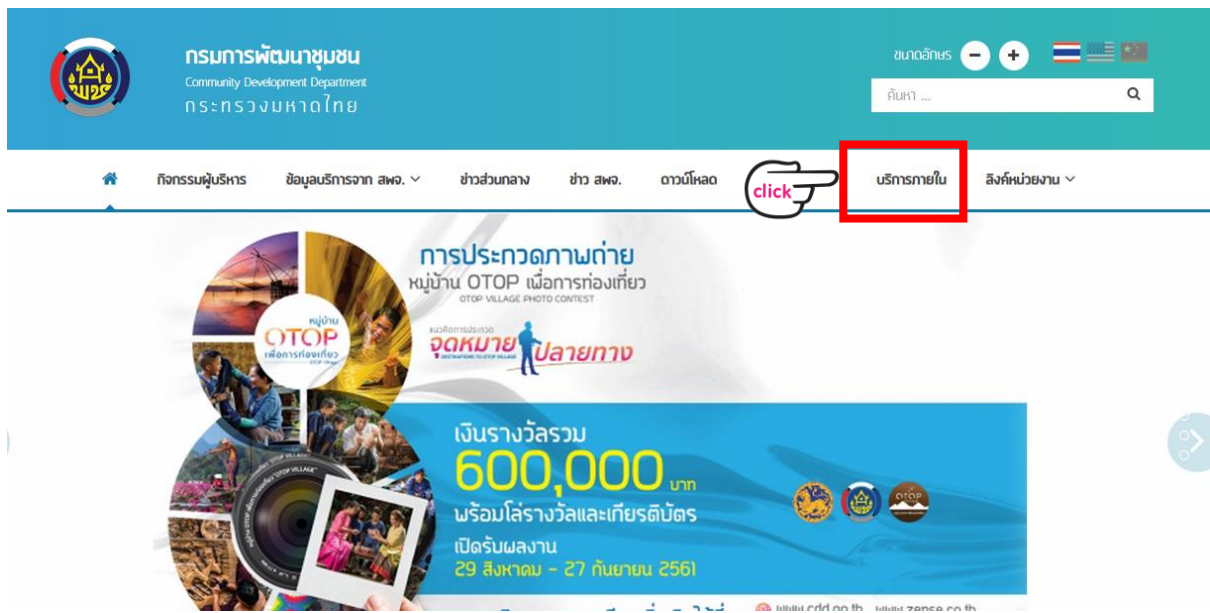 กรมการพัฒนาชุมชน
Community Development Department
กระทรวงมหาดไทย
ขนาดอักษร - +
ค้นหา ...
กิจกรรมผู้บริหาร ข้อมูลบริการจาก สพจ. ข่าวส่วนกลาง ข่าว สพจ. ดาวน์โหลด click บริการภายใน ลิงค์หน่วยงาน
การประกวดภาพถ่าย
หมู่บ้าน OTOP เพื่อการท่องเที่ยว
OTOP VILLAGE PHOTO CONTEST
แนวคิดการประกวด
จุดหมาย ปลายทาง
DESTINATIONS TO OTOP VILLAGE
หมู่บ้าน
OTOP
เพื่อการท่องเที่ยว
OTOP Village
เงินรางวัลรวม
600,000 บาท
พร้อมโล่รางวัลและเกียรติบัตร
เปิดรับผลงาน
29 สิงหาคม - 27 กันยายน 2561
www.cdd.go.th www.zense.co.th